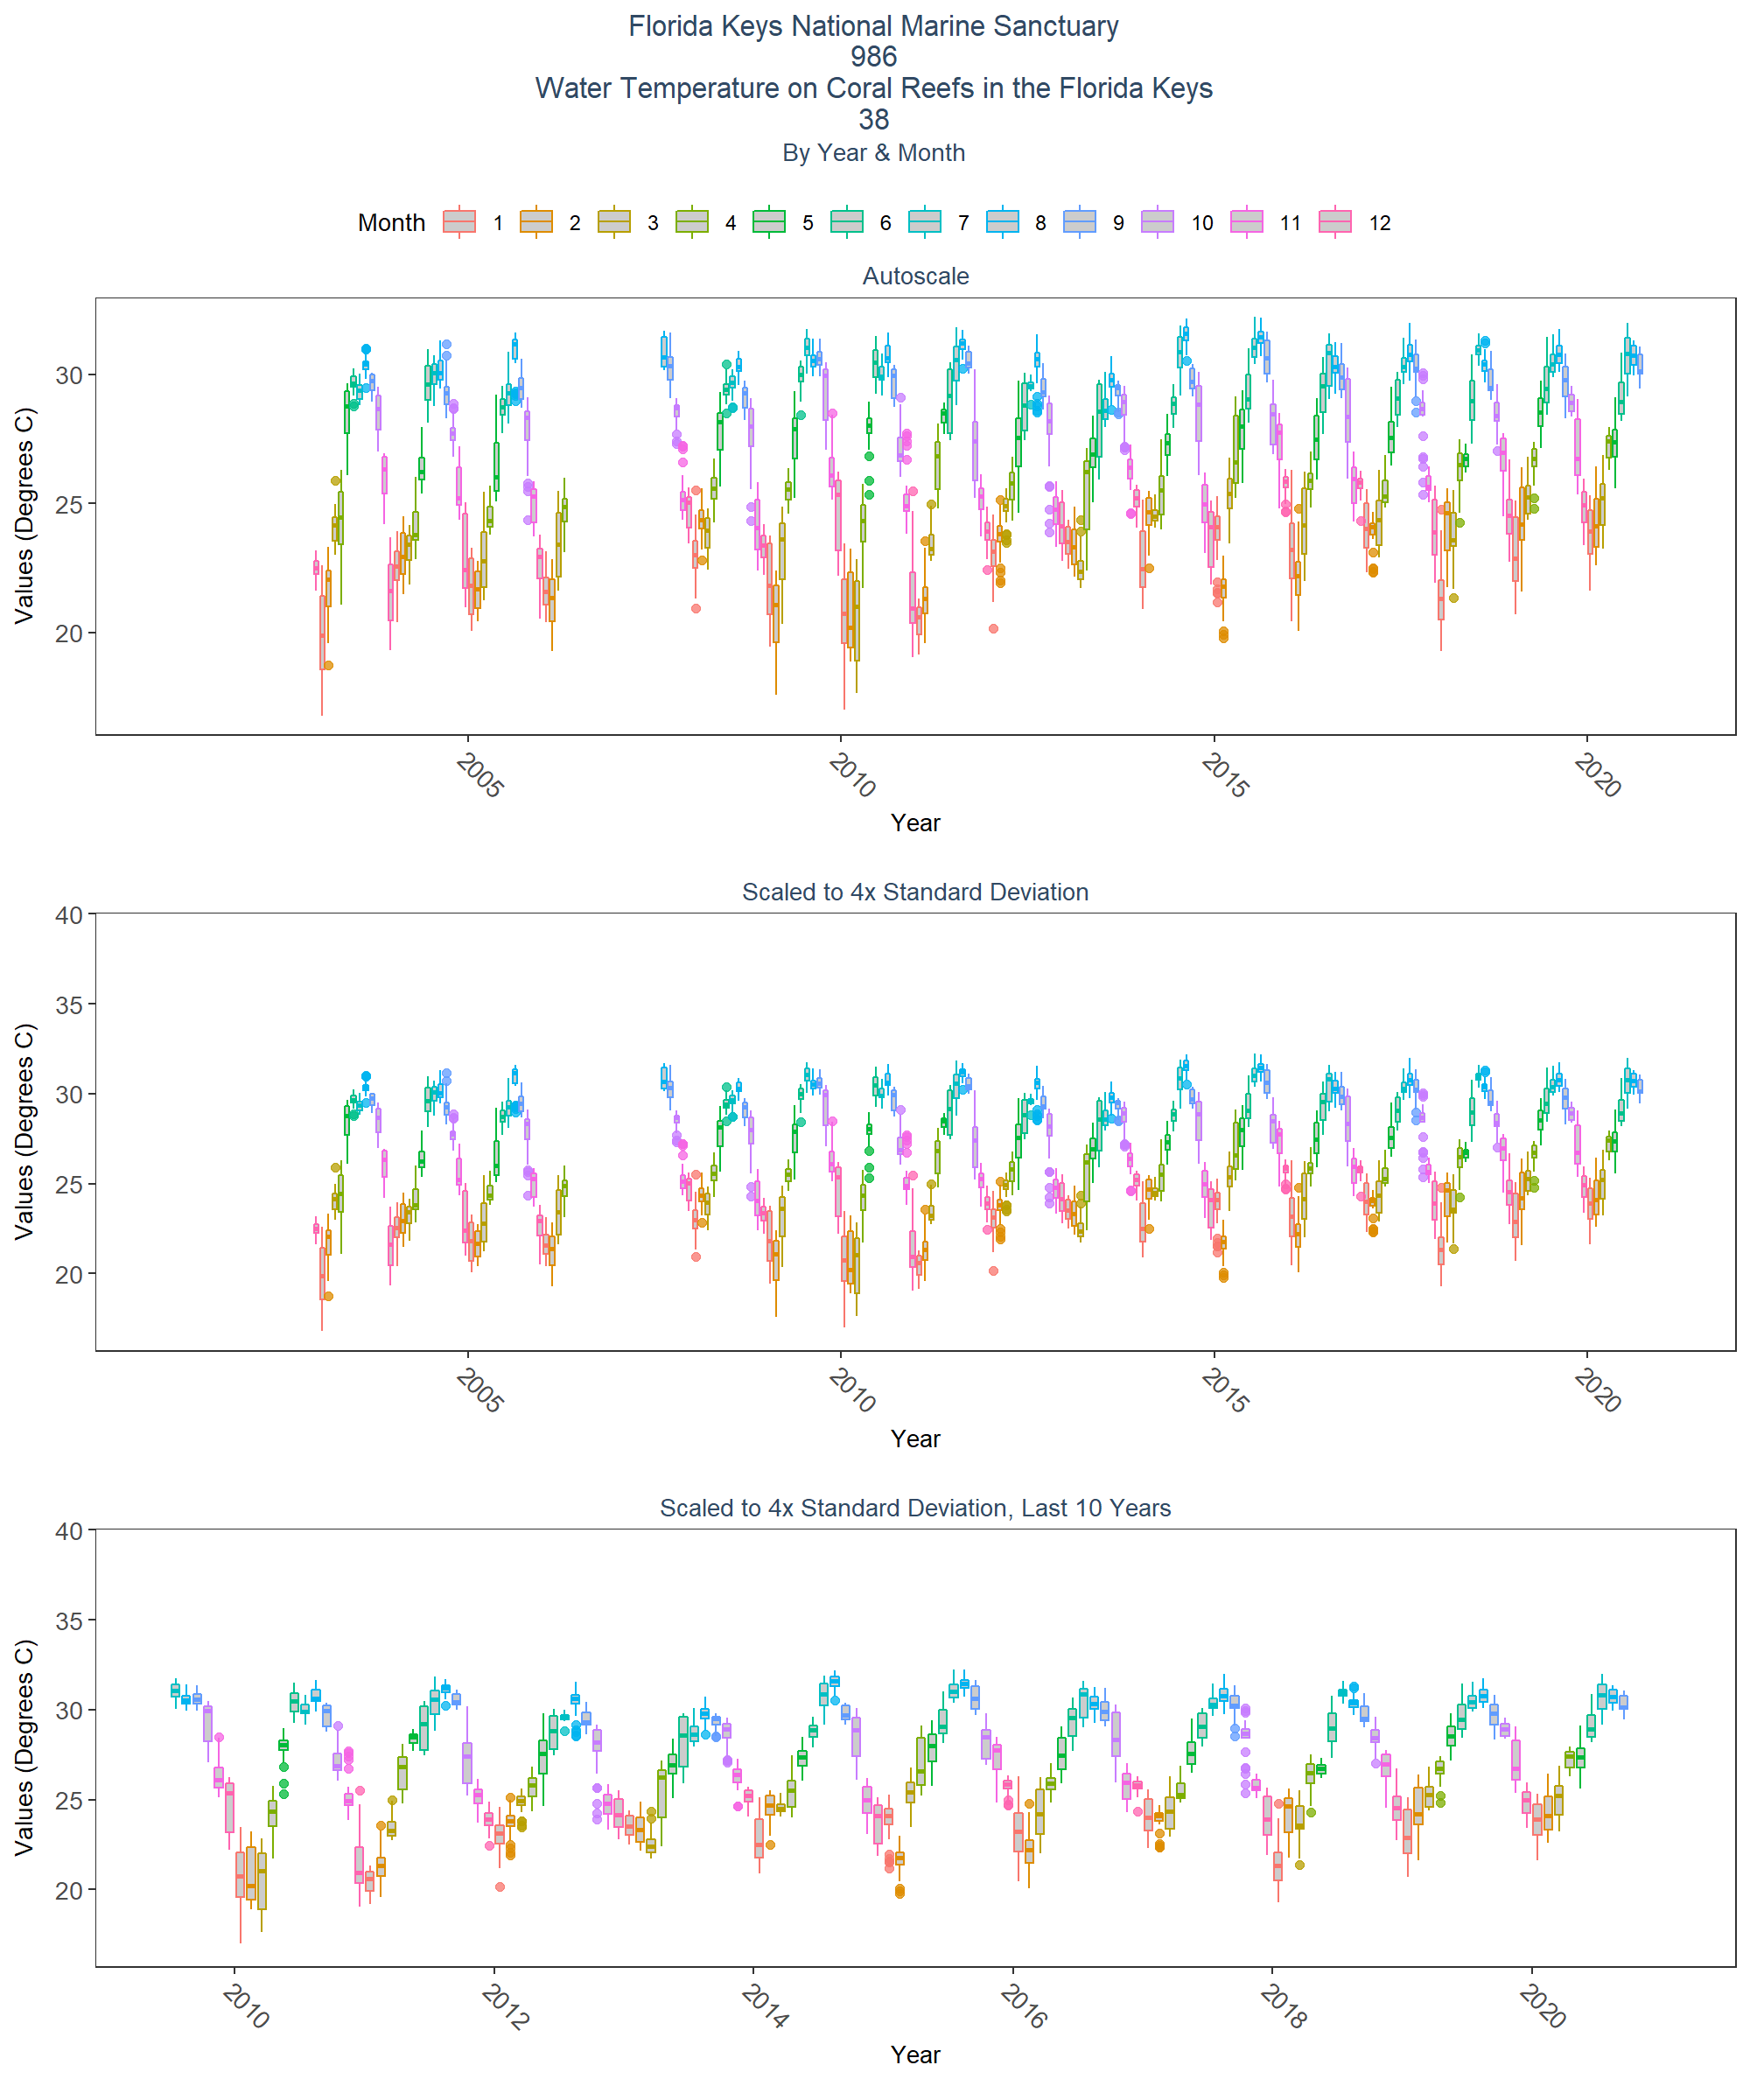 Florida Keys National Marine Sanctuary
986
Water Temperature on Coral Reefs in the Florida Keys
38
By Year & Month
Month 1 2 3 4 5 6 7 8 9 10 11 12
Autoscale
Values (Degrees C)
30
25
20
2005 2010 2015 2020
Year
Scaled to 4x Standard Deviation
Values (Degrees C)
40
35
30
25
20
2005 2010 2015 2020
Year
Scaled to 4x Standard Deviation, Last 10 Years
Values (Degrees C)
40
35
30
25
20
2010 2012 2014 2016 2018 2020
Year